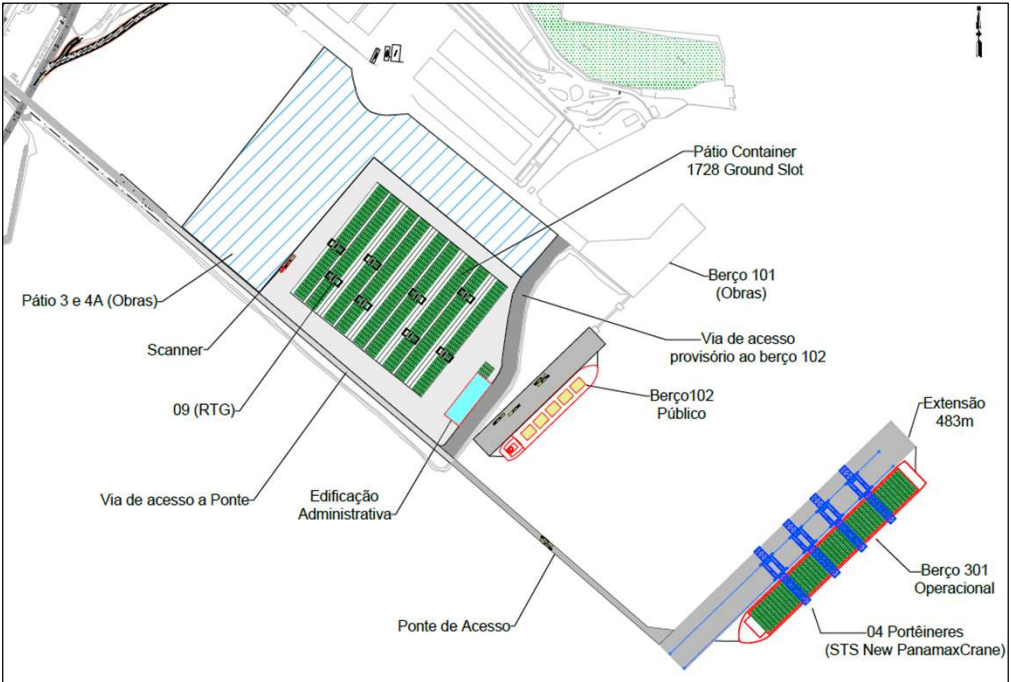 Pátio Container
1728 Ground Slot
Berço 101
(Obras)
Pátio 3 e 4A (Obras)
Via de acesso
provisório ao berço 102
Scanner
Berço102
Público
09 (RTG)
Extensão
483m
Via de acesso a Ponte
Edificação
Administrativa
Berço 301
Operacional
Ponte de Acesso
04 Portêineres
(STS New PanamaxCrane)